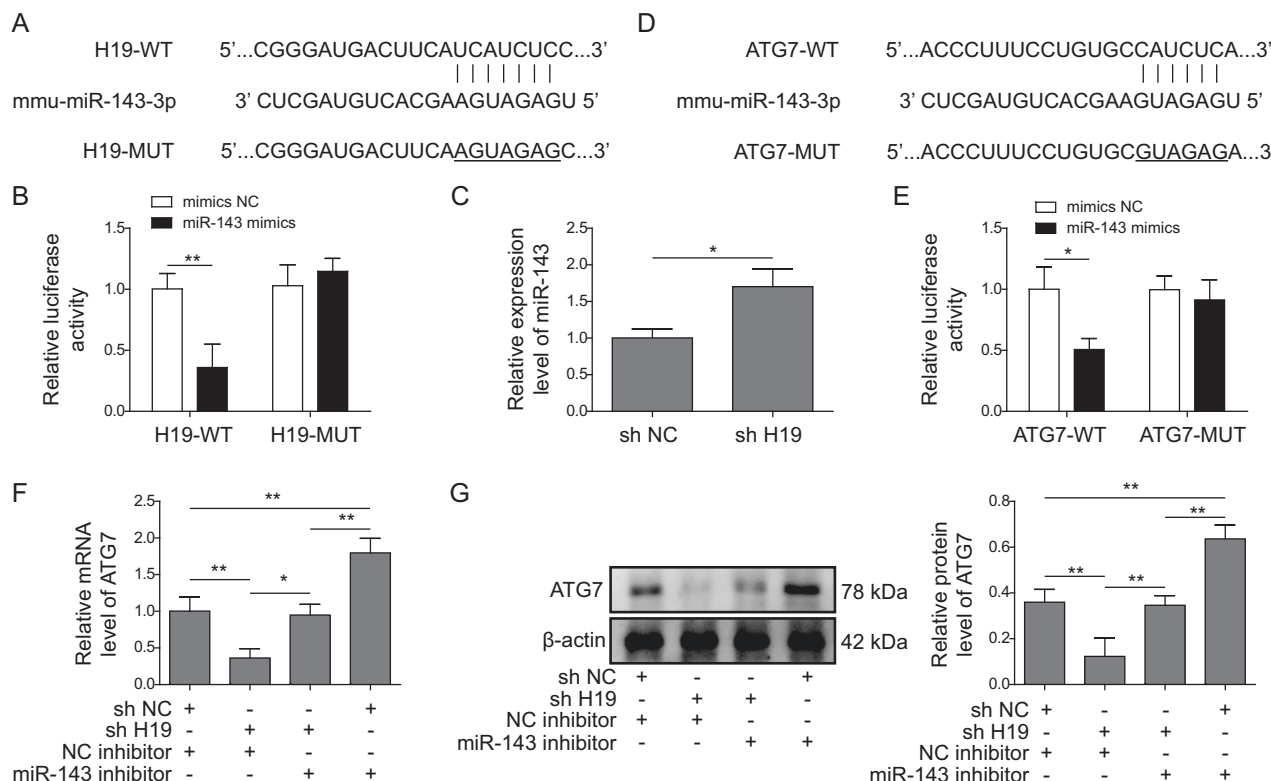 A
H19-WT 5’...CGGGAUGACUUCAUCAUCUCC...3’
mmu-miR-143-3p 3’ CUCGAUGUCACGAAGUAGAGU 5’
H19-MUT 5’...CGGGAUGACUUCAAGUAGAGC...3’
D
ATG7-WT 5’...ACCCUUUCCUGUGCCAUCUCA...3’
mmu-miR-143-3p 3’ CUCGAUGUCACGAAGUAGAGU 5’
ATG7-MUT 5’...ACCCUUUCCUGUGCGUAGAGA...3
B
mimics NC
miR-143 mimics
Relative luciferase
activity
1.5
1.0
0.5
0.0
**
H19-WT H19-MUT
C
Relative expression
level of miR-143
2.5
2.0
1.5
1.0
0.5
0.0
*
sh NC sh H19
E
mimics NC
miR-143 mimics
Relative luciferase
activity
1.5
1.0
0.5
0.0
*
ATG7-WT ATG7-MUT
F
Relative mRNA
level of ATG7
2.5
2.0
1.5
1.0
0.5
0.0
**
**
** *
sh NC + - - +
sh H19 - + + -
NC inhibitor + + - -
miR-143 inhibitor - - + +
G
ATG7 78 kDa
β-actin 42 kDa
sh NC + - - +
sh H19 - + + -
NC inhibitor + + - -
miR-143 inhibitor - - + +
Relative protein
level of ATG7
0.8
0.6
0.4
0.2
0.0
**
**
** **
sh NC + - - +
sh H19 - + + -
NC inhibitor + + - -
miR-143 inhibitor - - + +